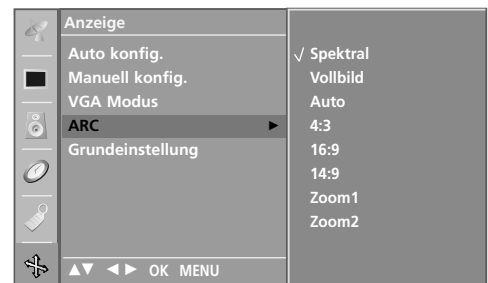 Anzeige
Auto konfig.
Manuell konfig.
VGA Modus
ARC ►
Grundeinstellung
▲▼ ◄► OK MENU
√ Spektral
Vollbild
Auto
4:3
16:9
14:9
Zoom1
Zoom2